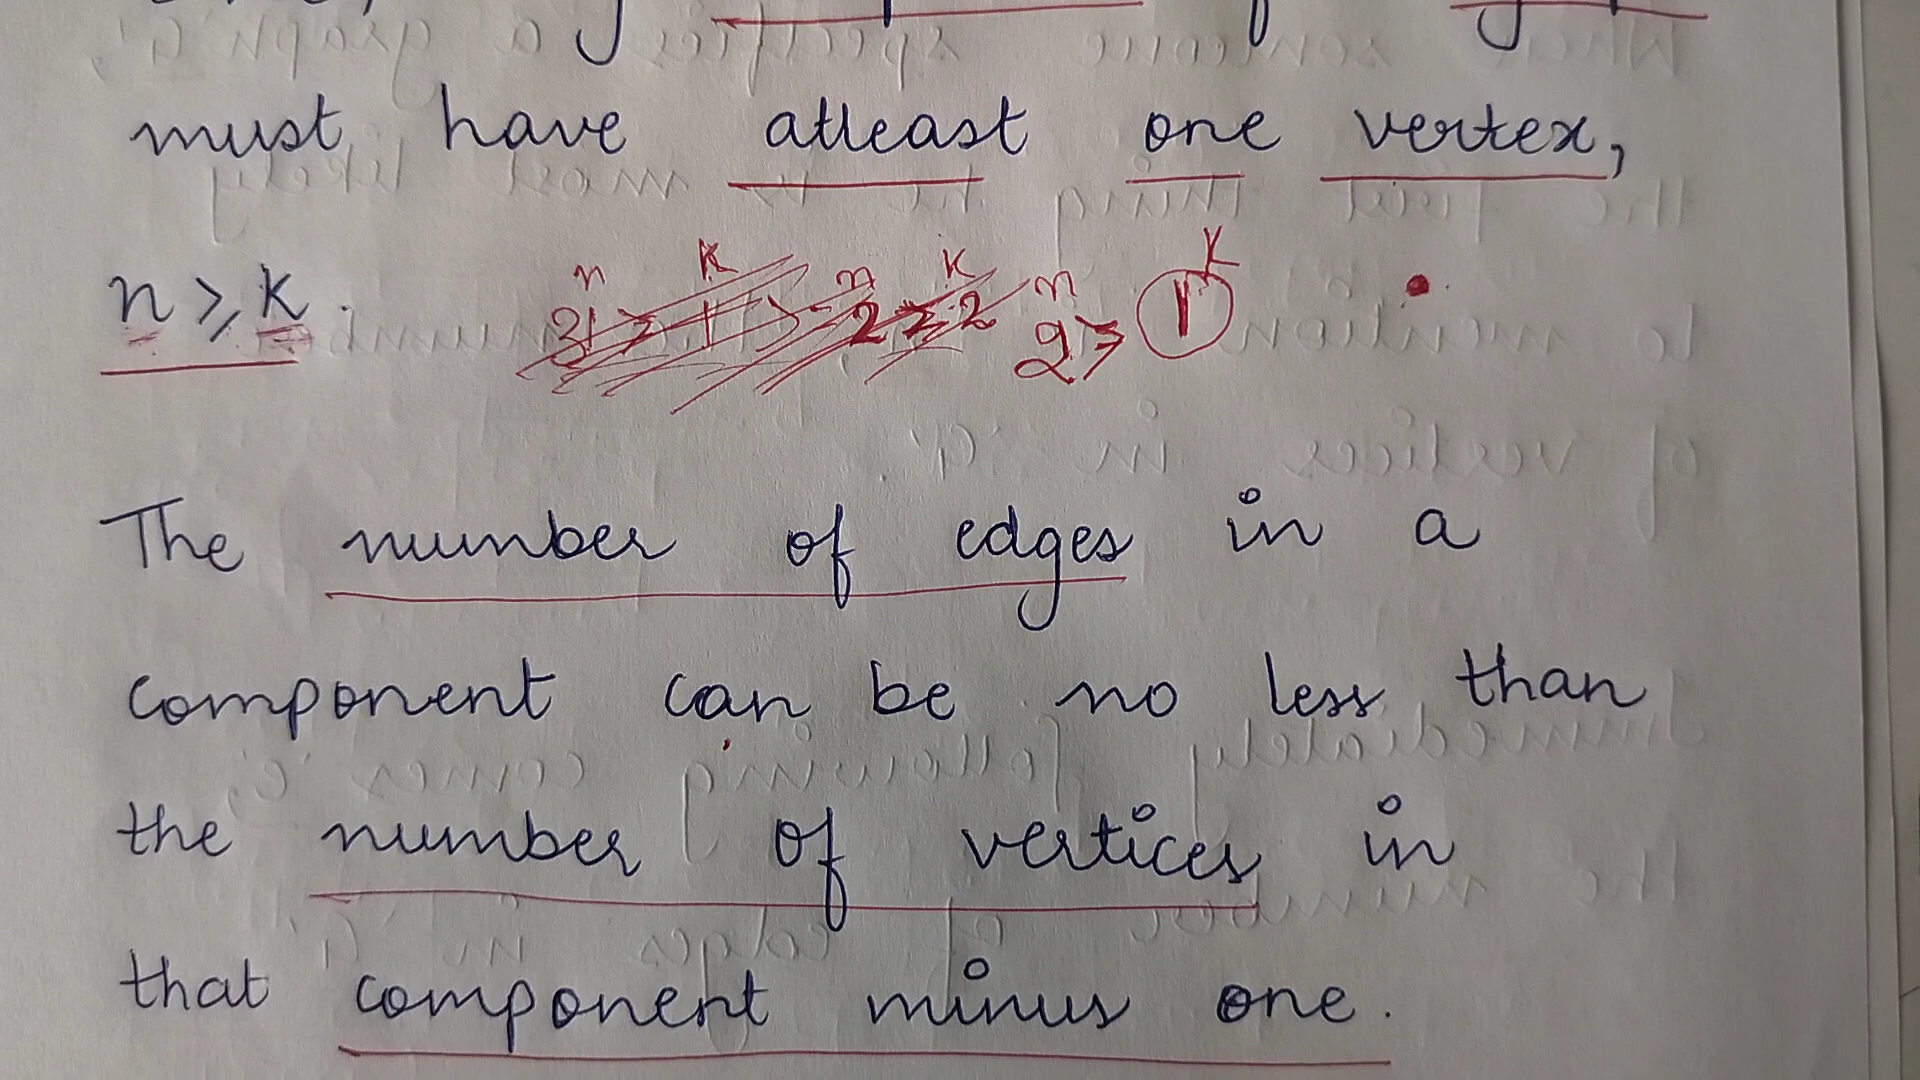 must have atleast one vertex,
n ≥ k.
n k
2 ≥ 1
The number of edges in a
component can be no less than
the number of vertices in
that component minus one.